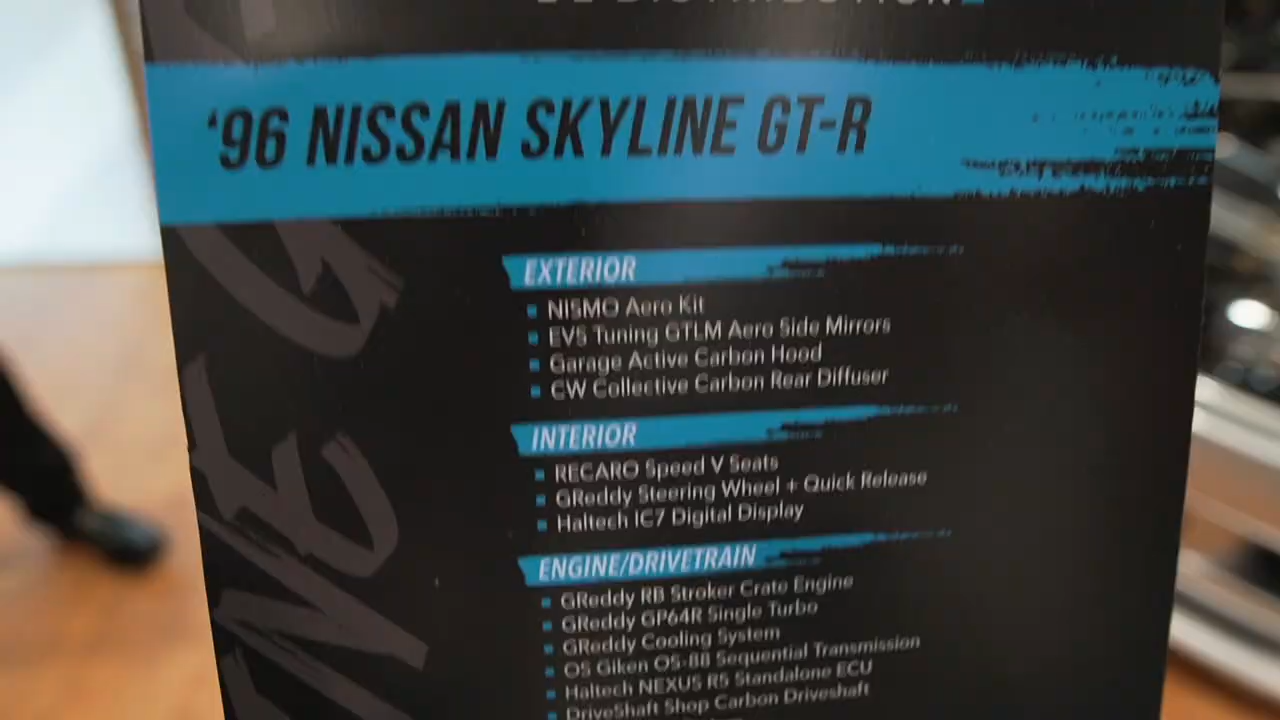 DISTRIBUTION
'96 NISSAN SKYLINE GT-R
EXTERIOR
NISMO Aero Kit
EVS Tuning GTLM Aero Side Mirrors
Garage Active Carbon Hood
CW Collective Carbon Rear Diffuser
INTERIOR
RECARO Speed V Seats
GReddy Steering Wheel + Quick Release
Haltech IC7 Digital Display
ENGINE/DRIVETRAIN
GReddy RB Stroker Crate Engine
GReddy GP64R Single Turbo
GReddy Cooling System
OS Giken OS-88 Sequential Transmission
Haltech NEXUS R5 Standalone ECU
DriveShaft Shop Carbon Driveshaft